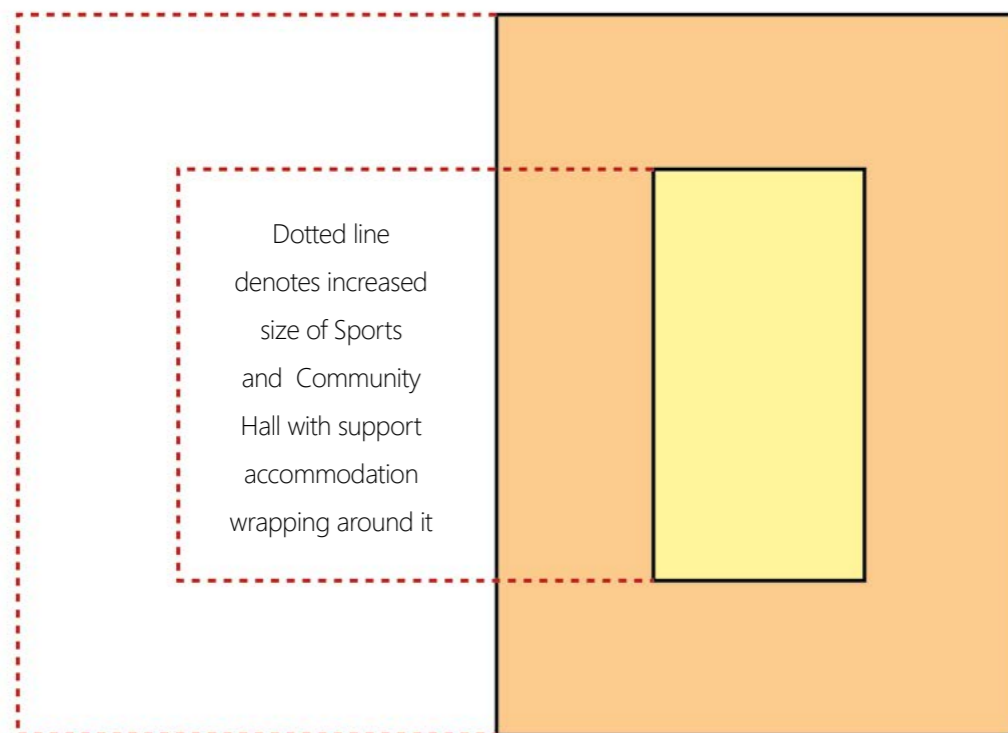 Dotted line
denotes increased
size of Sports
and  Community
Hall with support
accommodation
wrapping around it